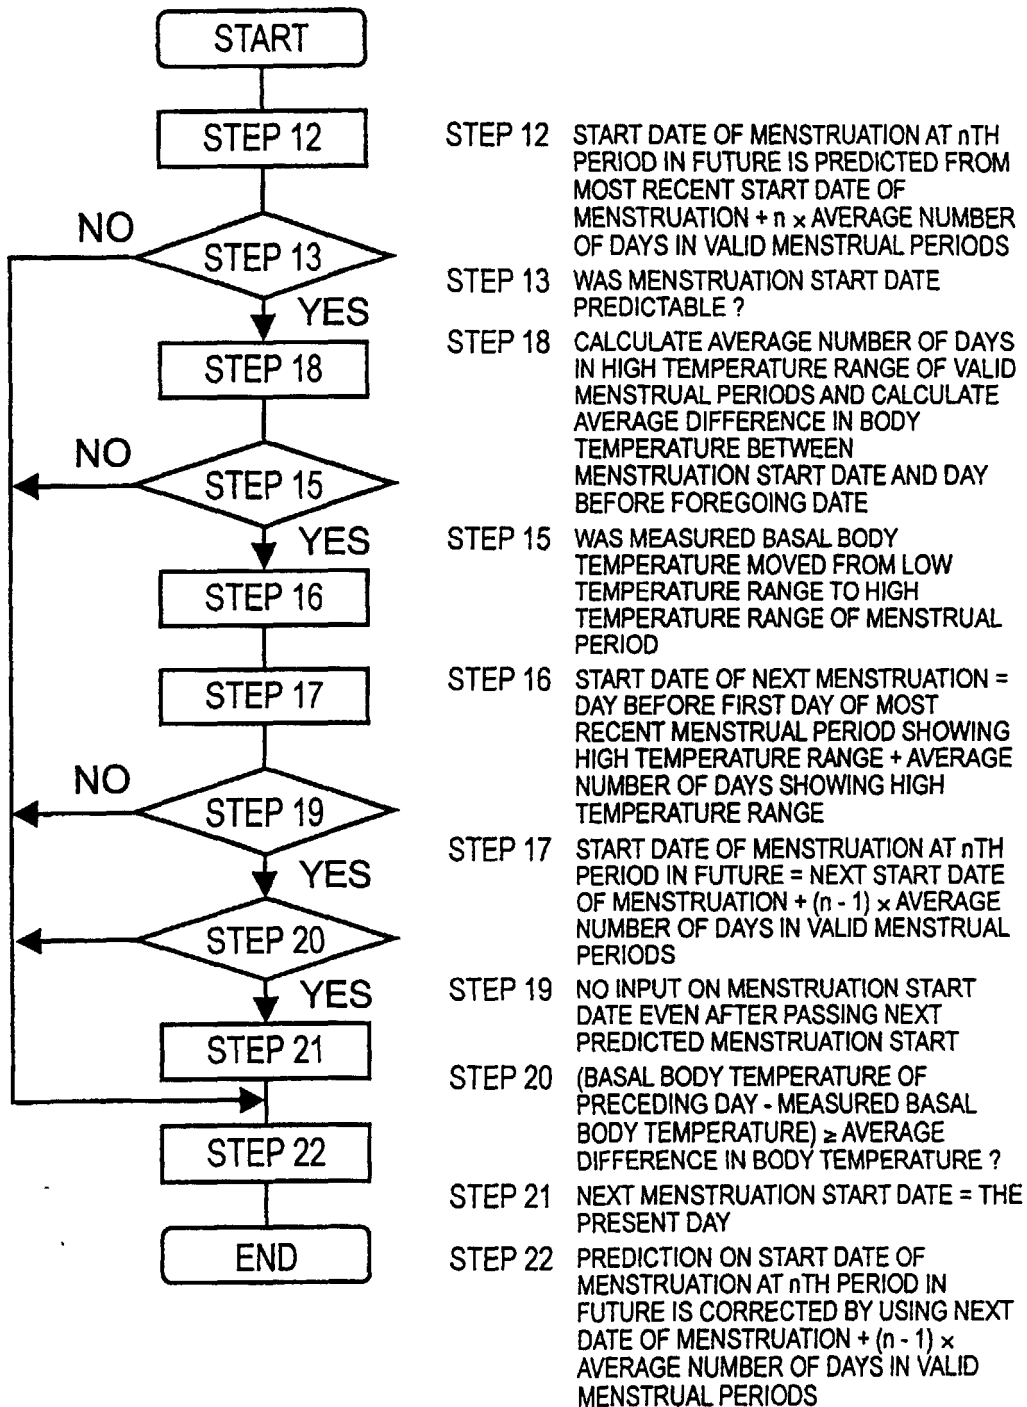 START
STEP 12
NO
STEP 13
YES
STEP 18
NO
STEP 15
YES
STEP 16
STEP 17
NO
STEP 19
YES
STEP 20
YES
STEP 21
STEP 22
END
STEP 12 START DATE OF MENSTRUATION AT nTH
PERIOD IN FUTURE IS PREDICTED FROM
MOST RECENT START DATE OF
MENSTRUATION + n × AVERAGE NUMBER
OF DAYS IN VALID MENSTRUAL PERIODS
STEP 13 WAS MENSTRUATION START DATE
PREDICTABLE ?
STEP 18 CALCULATE AVERAGE NUMBER OF DAYS
IN HIGH TEMPERATURE RANGE OF VALID
MENSTRUAL PERIODS AND CALCULATE
AVERAGE DIFFERENCE IN BODY
TEMPERATURE BETWEEN
MENSTRUATION START DATE AND DAY
BEFORE FOREGOING DATE
STEP 15 WAS MEASURED BASAL BODY
TEMPERATURE MOVED FROM LOW
TEMPERATURE RANGE TO HIGH
TEMPERATURE RANGE OF MENSTRUAL
PERIOD
STEP 16 START DATE OF NEXT MENSTRUATION =
DAY BEFORE FIRST DAY OF MOST
RECENT MENSTRUAL PERIOD SHOWING
HIGH TEMPERATURE RANGE + AVERAGE
NUMBER OF DAYS SHOWING HIGH
TEMPERATURE RANGE
STEP 17 START DATE OF MENSTRUATION AT nTH
PERIOD IN FUTURE = NEXT START DATE
OF MENSTRUATION + (n - 1) × AVERAGE
NUMBER OF DAYS IN VALID MENSTRUAL
PERIODS
STEP 19 NO INPUT ON MENSTRUATION START
DATE EVEN AFTER PASSING NEXT
PREDICTED MENSTRUATION START
STEP 20 (BASAL BODY TEMPERATURE OF
PRECEDING DAY - MEASURED BASAL
BODY TEMPERATURE) ≥ AVERAGE
DIFFERENCE IN BODY TEMPERATURE ?
STEP 21 NEXT MENSTRUATION START DATE = THE
PRESENT DAY
STEP 22 PREDICTION ON START DATE OF
MENSTRUATION AT nTH PERIOD IN
FUTURE IS CORRECTED BY USING NEXT
DATE OF MENSTRUATION + (n - 1) ×
AVERAGE NUMBER OF DAYS IN VALID
MENSTRUAL PERIODS